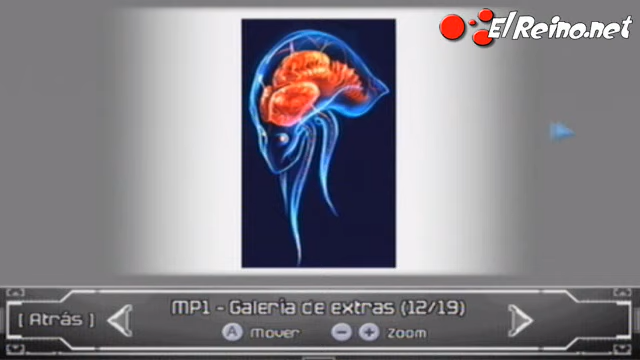 ElReino.net
MP1 - Galería de extras (12/19)
[ Atrás ]
A Mover - + Zoom